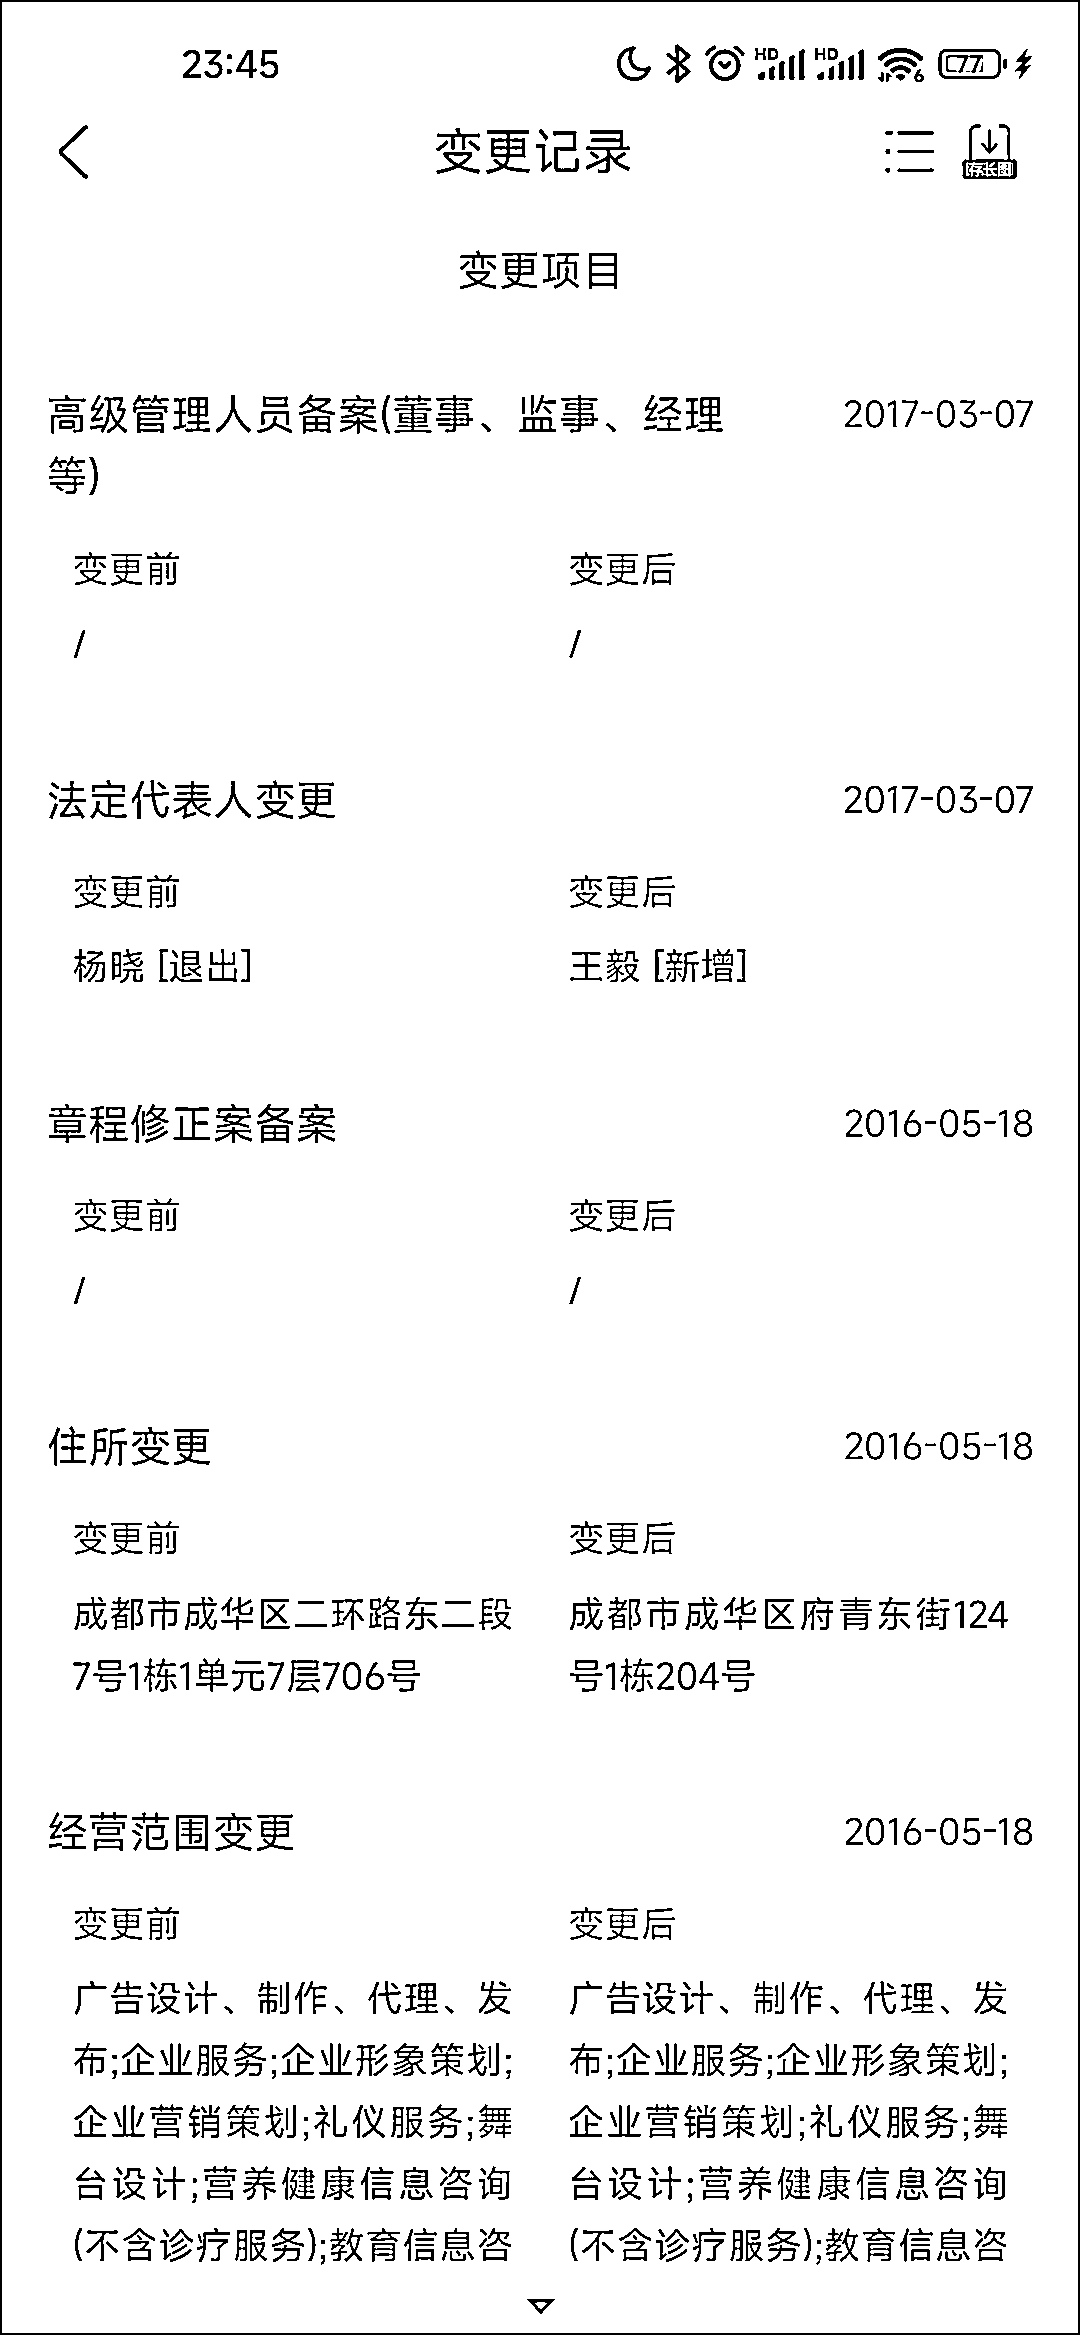 23:45
HD HD 6 77
变更记录
存长图
变更项目
高级管理人员备案(董事、监事、经理 2017-03-07
等)
变更前 变更后
/ /
法定代表人变更 2017-03-07
变更前 变更后
杨晓 [退出] 王毅 [新增]
章程修正案备案 2016-05-18
变更前 变更后
/ /
住所变更 2016-05-18
变更前 变更后
成都市成华区二环路东二段 成都市成华区府青东街124
7号1栋1单元7层706号 号1栋204号
经营范围变更 2016-05-18
变更前 变更后
广告设计、制作、代理、发 广告设计、制作、代理、发
布;企业服务;企业形象策划; 布;企业服务;企业形象策划;
企业营销策划;礼仪服务;舞 企业营销策划;礼仪服务;舞
台设计;营养健康信息咨询 台设计;营养健康信息咨询
(不含诊疗服务);教育信息咨 (不含诊疗服务);教育信息咨